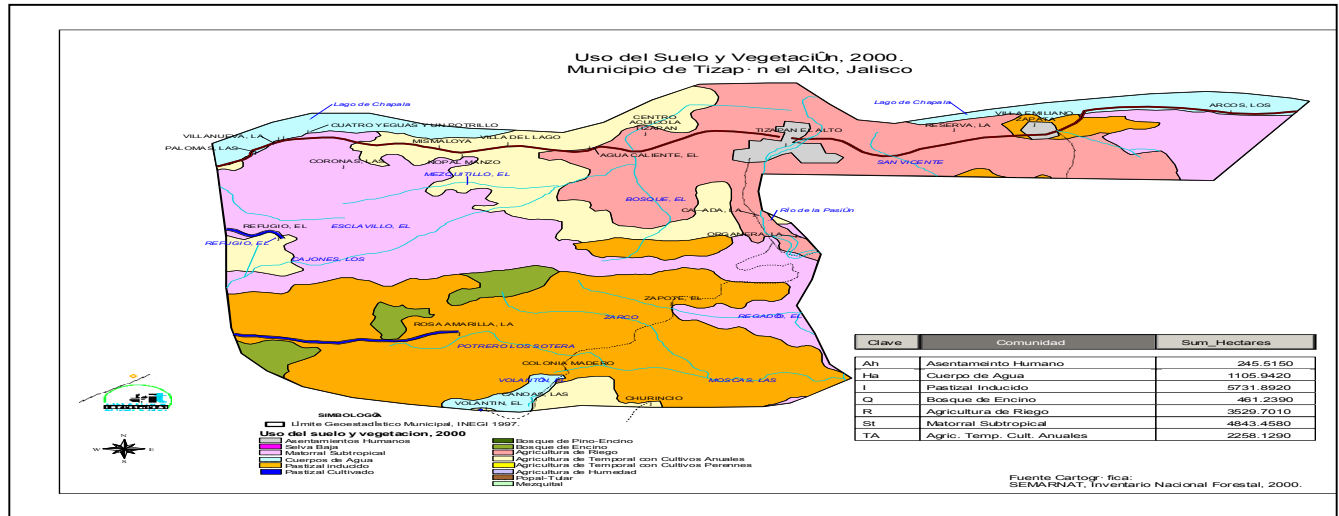 Uso del Suelo y VegetaciÛn, 2000.
Municipio de Tizap· n el Alto, Jalisco
Lago de Chapala
Lago de Chapala
ARCOS, LOS
CUATRO YEGUAS Y UN POTRILLO
CENTRO
ACUICOLA
TIZAPAN
VILLA EMILIANO
ZAPATA
RESERVA, LA
VILLANUEVA, LA
PALOMAS, LAS
MISMALOYA
VILLA DEL LAGO
TIZAPAN EL ALTO
CORONAS, LAS
NOPAL MANZO
AGUA CALIENTE, EL
SAN VICENTE
MEZQUITILLO, EL
BOSQUE, EL
CA—ADA, LA
Río de la PasiÛn
REFUGIO, EL
ESCLAVILLO, EL
ORGANERA, LA
REFUGIO, EL
CAJONES, LOS
ZAPOTE, EL
ZARCO
REGADÕO, EL
ROSA AMARILLA, LA
POTRERO LOS SOTERA
COLONIA MADERO
VOLANTÍN, EL
MOSCAS, LAS
CANOAS, LAS
VOLANTIN, EL
CHURINCIO
Clave Comunidad Sum_Hectares
Ah Asentamiento Humano 245.5150
Ha Cuerpo de Agua 1105.9420
I Pastizal Inducido 5731.8920
Q Bosque de Encino 461.2390
R Agricultura de Riego 3529.7010
St Matorral Subtropical 4843.4580
TA Agric. Temp. Cult. Anuales 2258.1290
N
W E
S
SIMBOLOGÍA
Límite Geoestadístico Municipal, INEGI 1997.
Uso del suelo y vegetacion, 2000
Asentamientos Humanos
Selva Baja
Matorral Subtropical
Cuerpos de Agua
Pastizal inducido
Pastizal Cultivado
Bosque de Pino-Encino
Bosque de Encino
Agricultura de Riego
Agricultura de Temporal con Cultivos Anuales
Agricultura de Temporal con Cultivos Perennes
Agricultura de Humedad
Popal-Tular
Mezquital
Fuente Cartogr· fica:
SEMARNAT, Inventario Nacional Forestal, 2000.